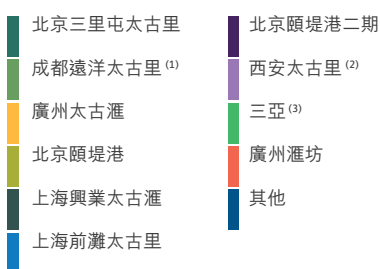 北京三里屯太古里
成都遠洋太古里 (1)
廣州太古滙
北京頤堤港
上海興業太古滙
上海前灘太古里
北京頤堤港二期
西安太古里 (2)
三亞 (3)
廣州滙坊
其他